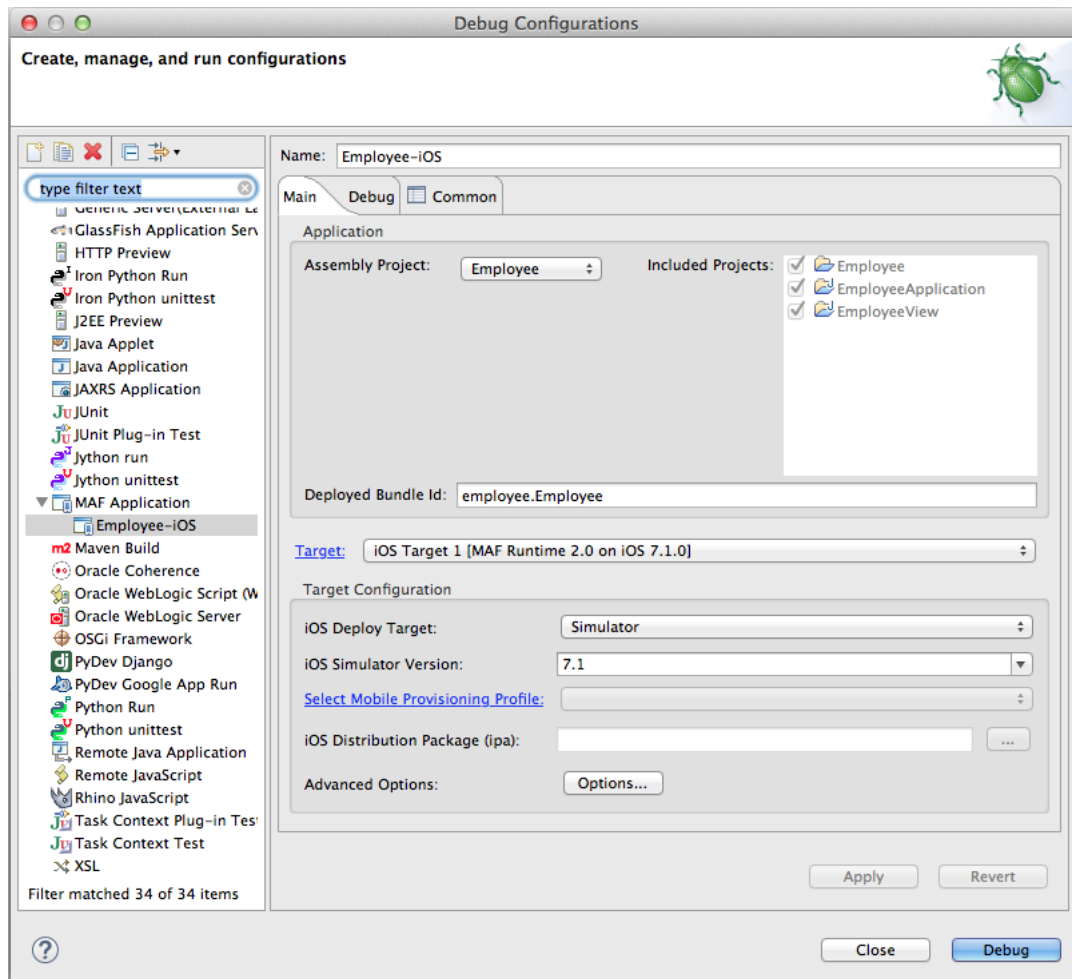 Debug Configurations
Create, manage, and run configurations
type filter text
Generic Server(External La
GlassFish Application Serv
HTTP Preview
Iron Python Run
Iron Python unittest
J2EE Preview
Java Applet
Java Application
JAXRS Application
JUnit
JUnit Plug-in Test
Jython run
Jython unittest
MAF Application
Employee-iOS
m2 Maven Build
Oracle Coherence
Oracle WebLogic Script (W
Oracle WebLogic Server
OSGi Framework
dj PyDev Django
PyDev Google App Run
Python Run
Python unittest
Remote Java Application
Remote JavaScript
Rhino JavaScript
Task Context Plug-in Test
Task Context Test
XSL
Filter matched 34 of 34 items
Name: Employee-iOS
Main Debug Common
Application
Assembly Project: Employee Included Projects: Employee
EmployeeApplication
EmployeeView
Deployed Bundle Id: employee.Employee
Target: iOS Target 1 [MAF Runtime 2.0 on iOS 7.1.0]
Target Configuration
iOS Deploy Target: Simulator
iOS Simulator Version: 7.1
Select Mobile Provisioning Profile:
iOS Distribution Package (ipa): ...
Advanced Options: Options...
Apply Revert
? Close Debug